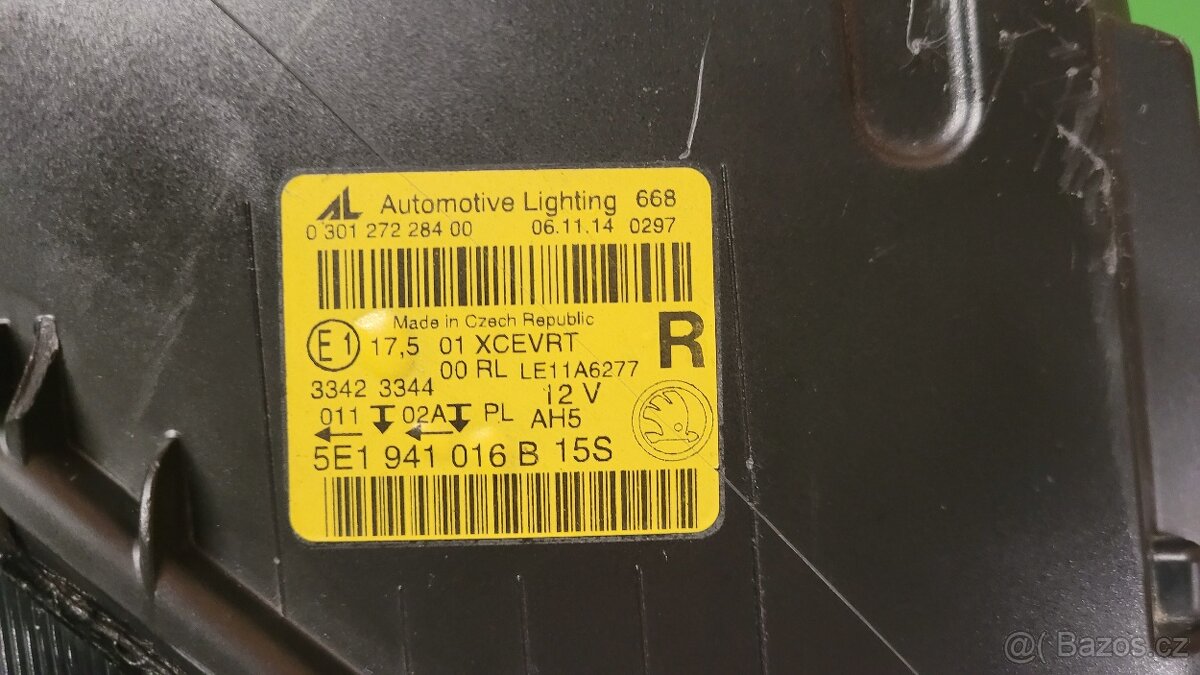 AL Automotive Lighting 668
0 301 272 284 00 06.11.14 0297
Made in Czech Republic
E1 17,5 01 XCEVRT R
00 RL LE11A6277
3342 3344 12 V
011 02A PL AH5
5E1 941 016 B 15S
@( Bazos.cz